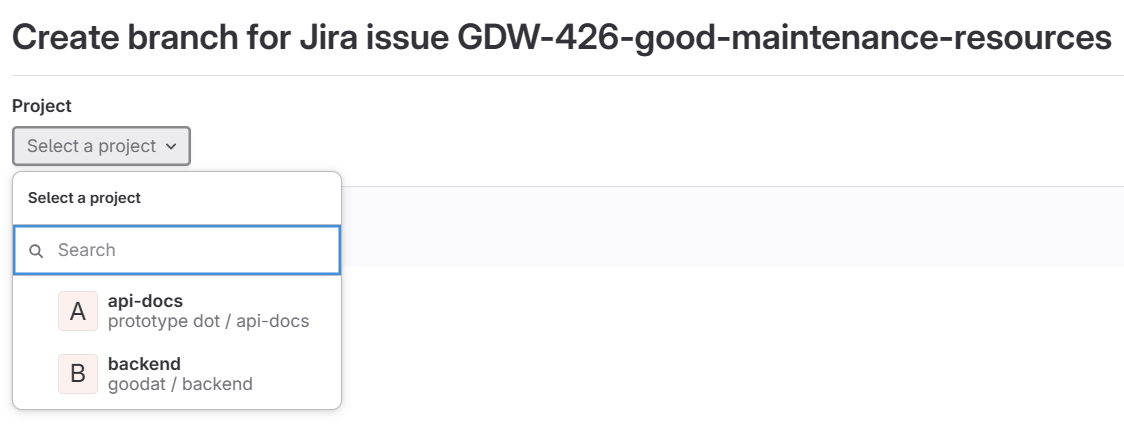 Create branch for Jira issue GDW-426-good-maintenance-resources
Project
Select a project
Select a project
Search
A
api-docs
prototype dot / api-docs
B
backend
goodat / backend